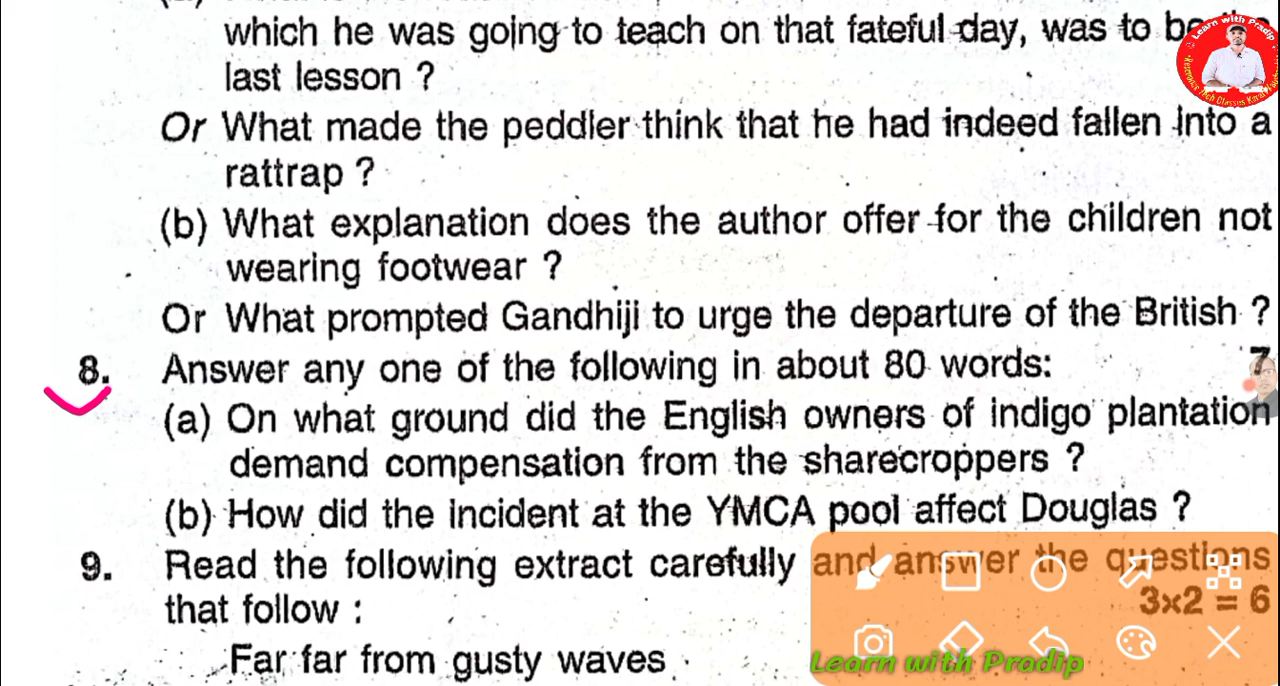 which he was going to teach on that fateful day, was to be the
last lesson ?
Or What made the peddler think that he had indeed fallen into a
rattrap ?
(b) What explanation does the author offer for the children not
wearing footwear ?
Or What prompted Gandhiji to urge the departure of the British ?
8. Answer any one of the following in about 80 words: 7
(a) On what ground did the English owners of indigo plantation
demand compensation from the sharecroppers ?
(b) How did the incident at the YMCA pool affect Douglas ?
9. Read the following extract carefully and answer the questions
that follow : 3x2 = 6
Far far from gusty waves
Learn with Prodip
Learn with Prodip